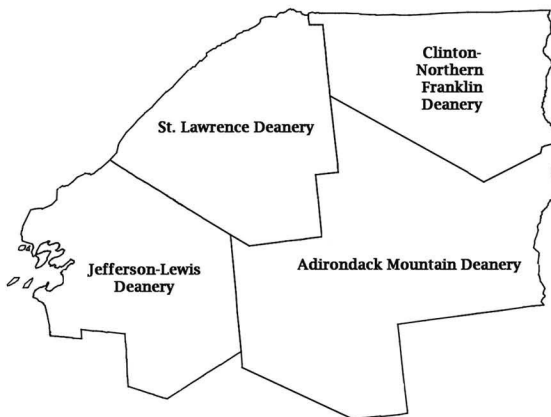 Clinton-
Northern
Franklin
Deanery
St. Lawrence Deanery
Jefferson-Lewis
Deanery
Adirondack Mountain Deanery